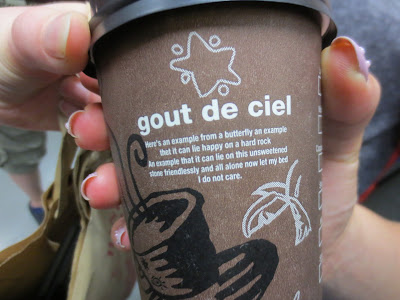 gout de ciel
Here's an example from a butterfly an example
that it can lie happy on a hard rock
An example that it can lie on this unsweetened
stone friendlessly and all alone now let my bed
I do not care.